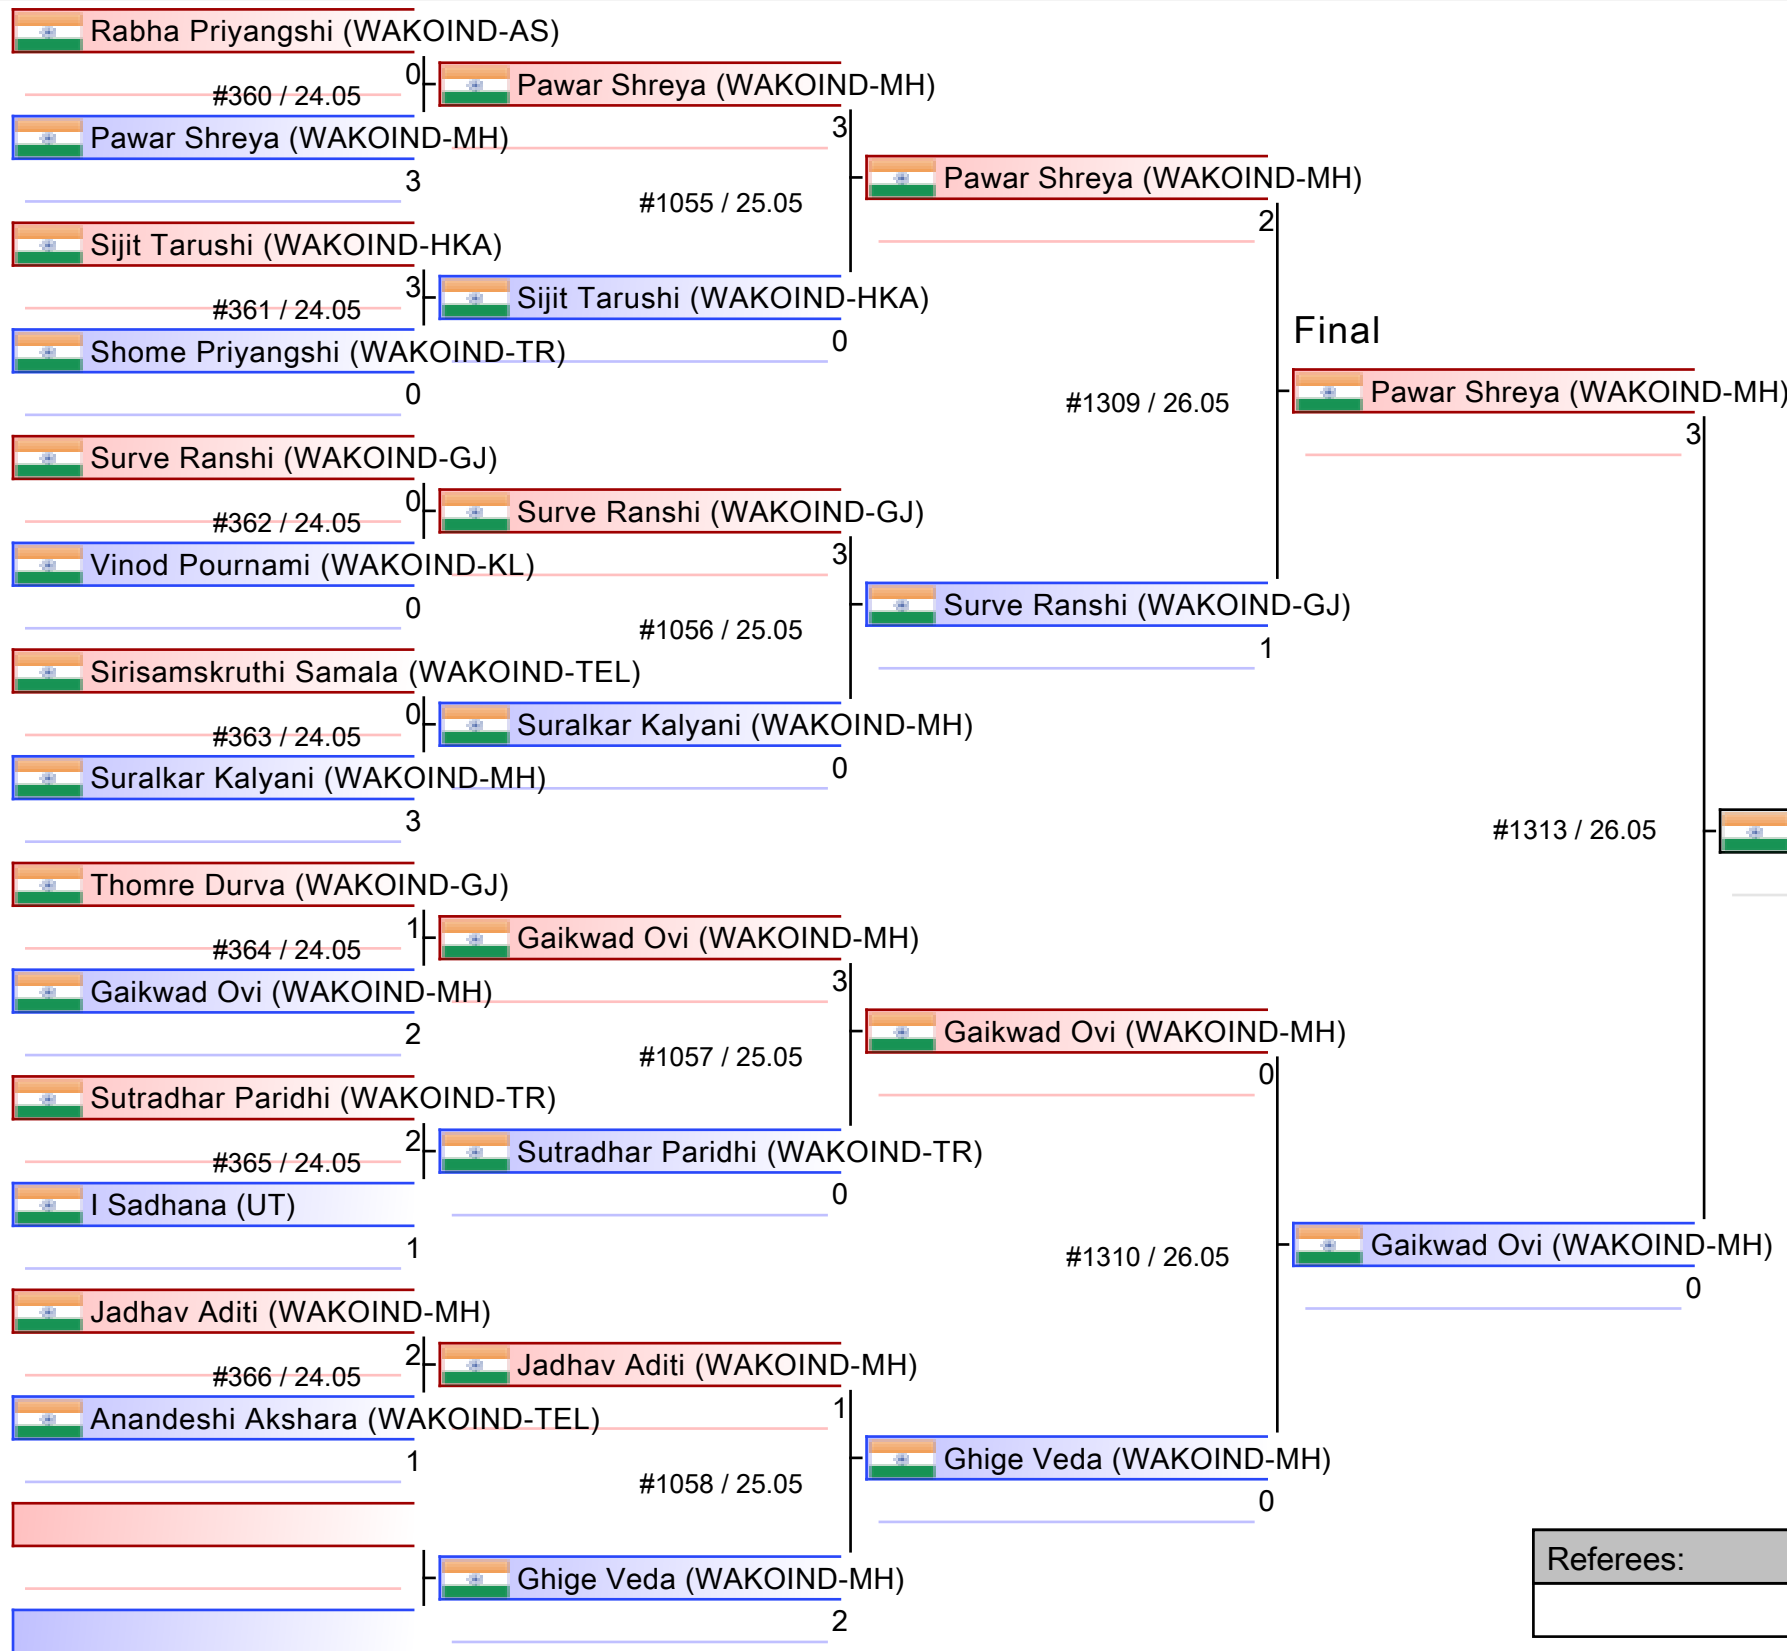 Rabha Priyangshi (WAKOIND-AS)
0
#360 / 24.05
Pawar Shreya (WAKOIND-MH)
3
Sijit Tarushi (WAKOIND-HKA)
3
#361 / 24.05
Shome Priyangshi (WAKOIND-TR)
0
Surve Ranshi (WAKOIND-GJ)
0
#362 / 24.05
Vinod Pournami (WAKOIND-KL)
0
Sirisamskruthi Samala (WAKOIND-TEL)
0
#363 / 24.05
Suralkar Kalyani (WAKOIND-MH)
3
Thomre Durva (WAKOIND-GJ)
1
#364 / 24.05
Gaikwad Ovi (WAKOIND-MH)
2
Sutradhar Paridhi (WAKOIND-TR)
2
#365 / 24.05
I Sadhana (UT)
1
Jadhav Aditi (WAKOIND-MH)
2
#366 / 24.05
Anandeshi Akshara (WAKOIND-TEL)
1
Pawar Shreya (WAKOIND-MH)
3
#1055 / 25.05
Sijit Tarushi (WAKOIND-HKA)
0
Surve Ranshi (WAKOIND-GJ)
3
#1056 / 25.05
Suralkar Kalyani (WAKOIND-MH)
0
Gaikwad Ovi (WAKOIND-MH)
3
#1057 / 25.05
Sutradhar Paridhi (WAKOIND-TR)
0
Jadhav Aditi (WAKOIND-MH)
1
#1058 / 25.05
Ghige Veda (WAKOIND-MH)
2
Pawar Shreya (WAKOIND-MH)
2
#1309 / 26.05
Surve Ranshi (WAKOIND-GJ)
1
Gaikwad Ovi (WAKOIND-MH)
0
#1310 / 26.05
Ghige Veda (WAKOIND-MH)
0
Final
Pawar Shreya (WAKOIND-MH)
3
#1313 / 26.05
Gaikwad Ovi (WAKOIND-MH)
0
Referees: